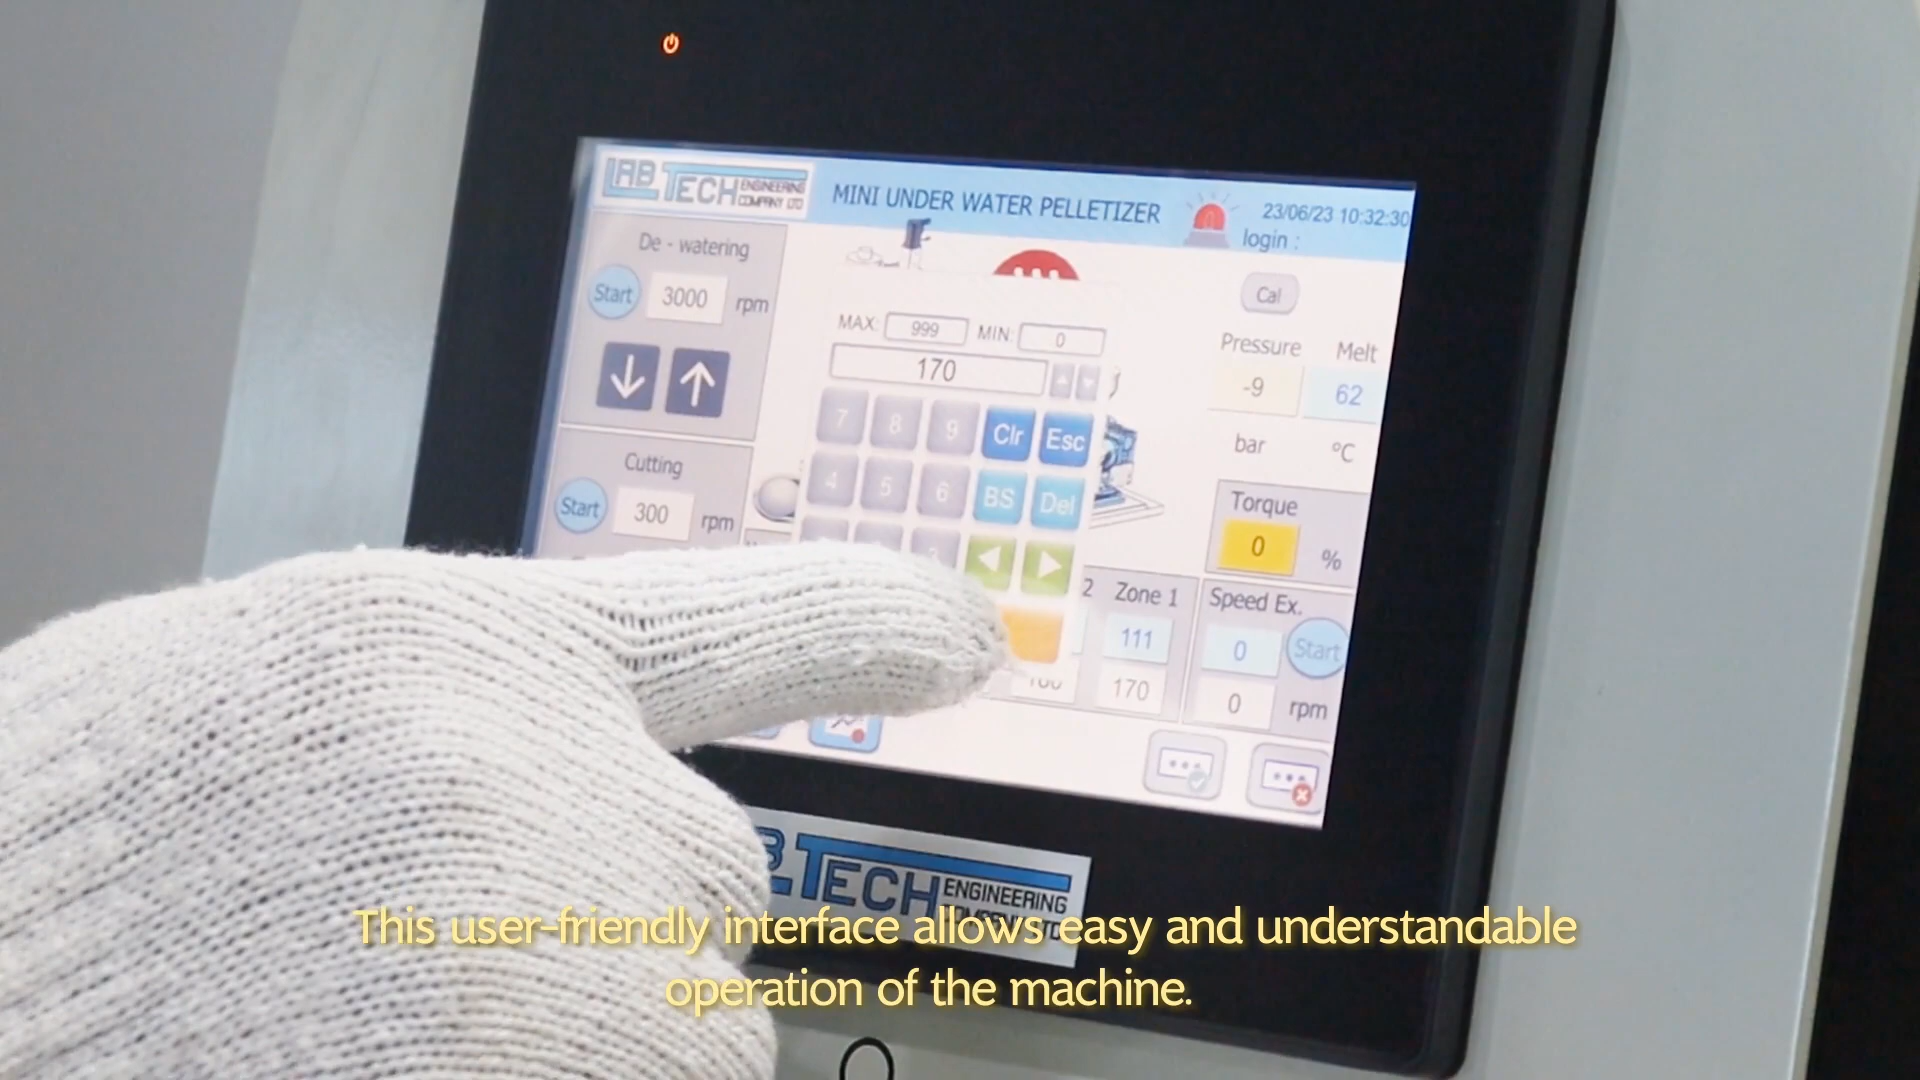 LAB TECH ENGINEERING COMPANY LTD
MINI UNDER WATER PELLETIZER
23/06/23 10:32:30
login :
De - watering
Start 3000 rpm
Cutting
Start 300 rpm
MAX: 999 MIN: 0
170
7 8 9 Clr Esc
4 5 6 BS Del
3
Cal
Pressure Melt
-9 62
bar °C
Torque
0 %
2 Zone 1
111
170
Speed Ex.
0 Start
0 rpm
TECH ENGINEERING
This user-friendly interface allows easy and understandable
operation of the machine.